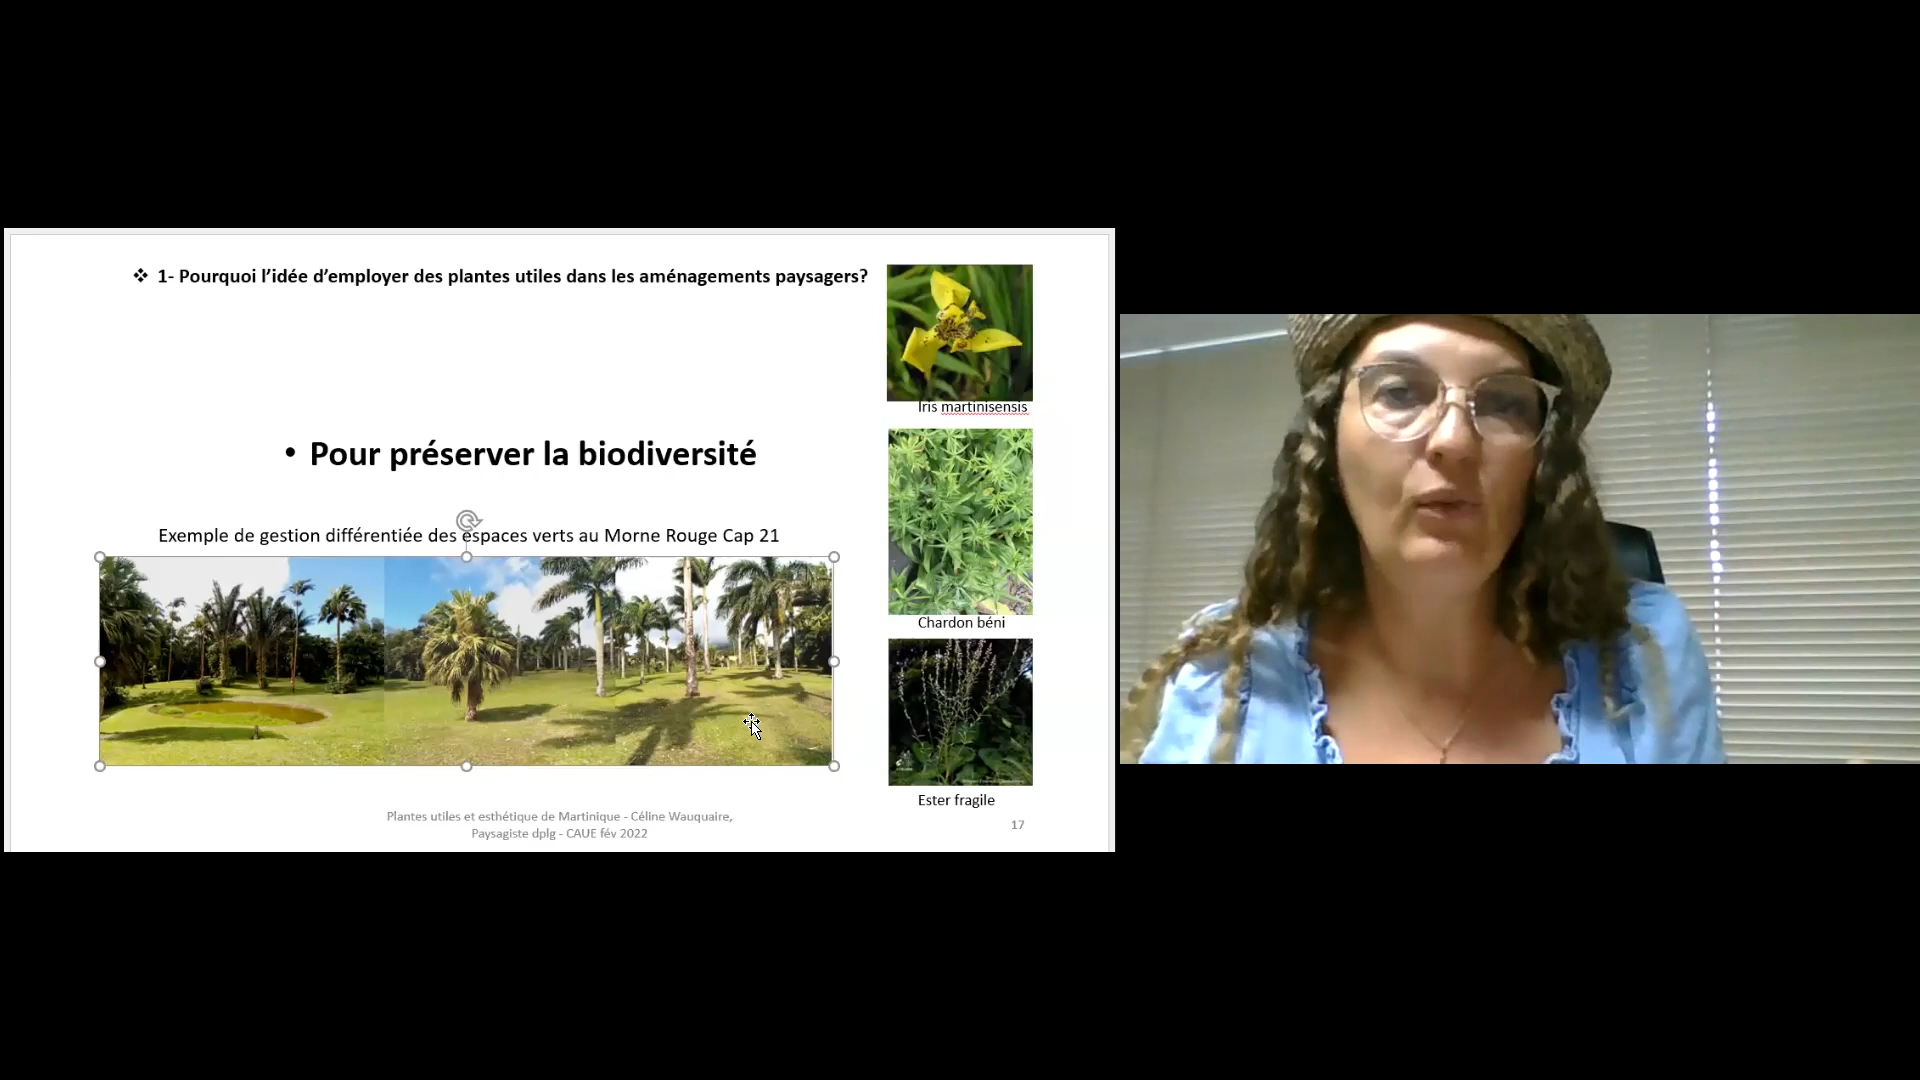 ❖ 1- Pourquoi l’idée d’employer des plantes utiles dans les aménagements paysagers?
Iris martinisensis
• Pour préserver la biodiversité
Exemple de gestion différentiée des espaces verts au Morne Rouge Cap 21
Chardon béni
Ester fragile
Plantes utiles et esthétique de Martinique - Céline Wauquaire,
Paysagiste dplg - CAUE fév 2022
17